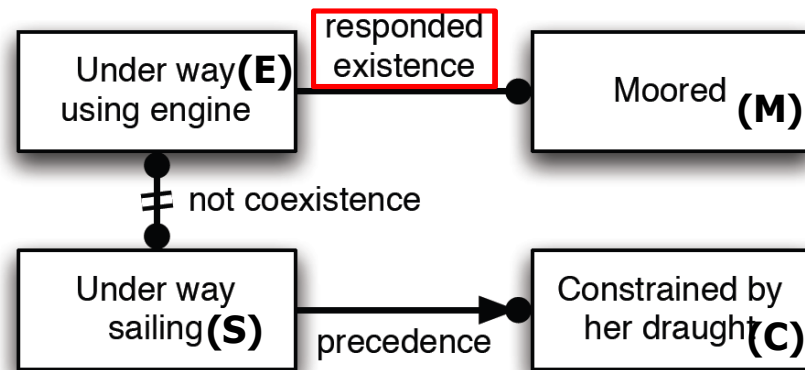 Under way (E)
using engine
responded
existence
Moored (M)
not coexistence
Under way
sailing (S)
precedence
Constrained by
her draught (C)